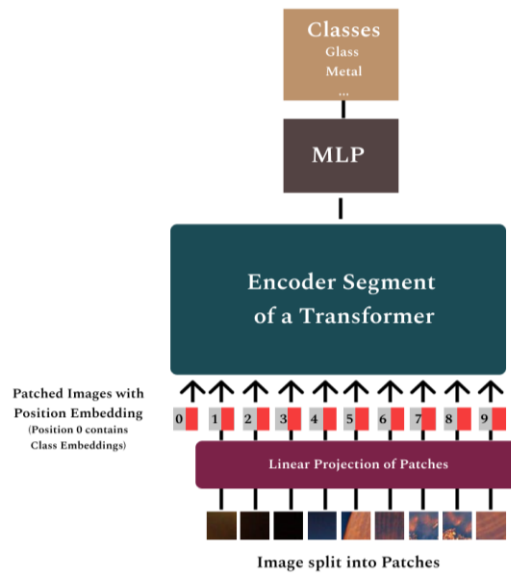 Classes
Glass
Metal
...
MLP
Encoder Segment
of a Transformer
Patched Images with
Position Embedding
(Position 0 contains
Class Embeddings)
0 1 2 3 4 5 6 7 8 9
Linear Projection of Patches
Image split into Patches